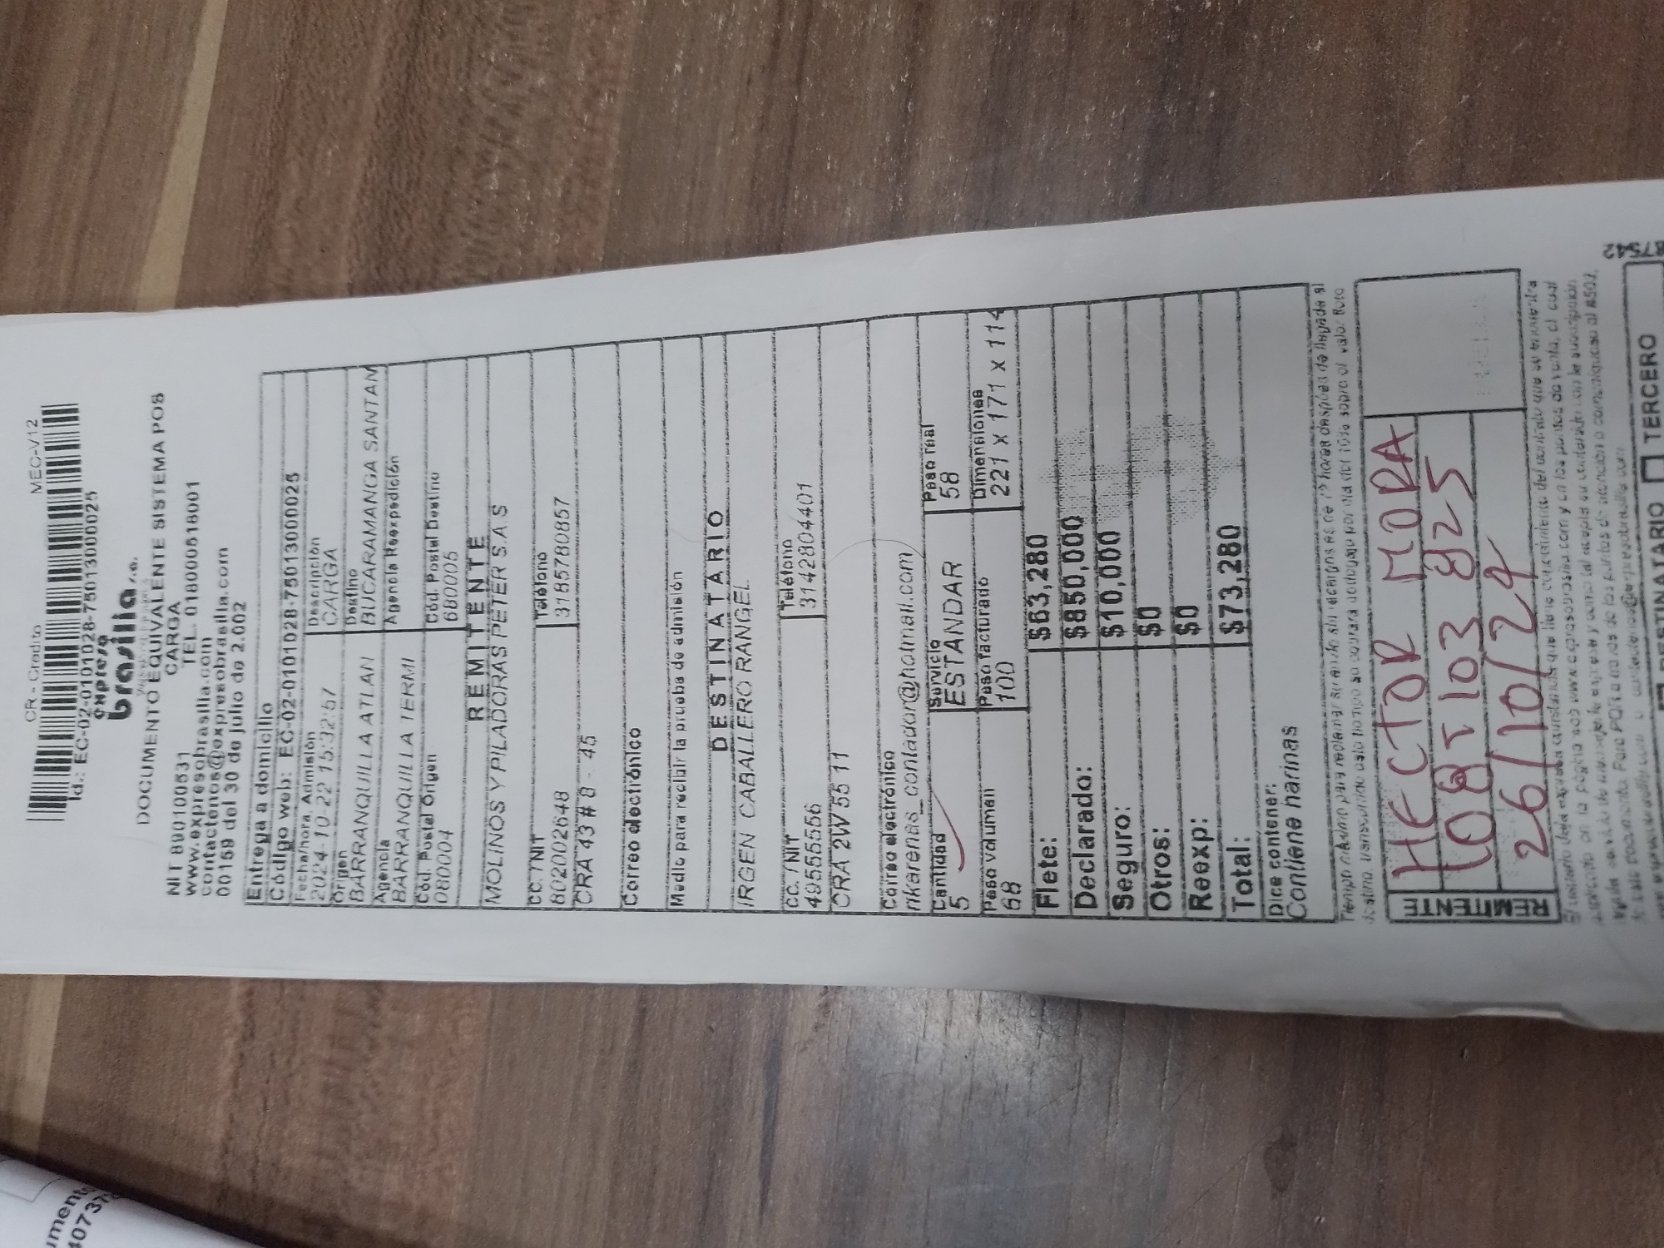 CR - Credito MEC-V12
Id.: EC-02-0101028-75013000025
expreso
brasilia s.a.
DOCUMENTO EQUIVALENTE SISTEMA POS
CARGA
NIT 890100531 TEL. 018000518001
www.expresobrasilia.com
contactenos@expresobrasilia.com
00159 del 30 de julio de 2.002
Entrega a domicilio
Código web: EC-02-0101028-75013000025
Fecha/hora Admisión Descripción
2024-10-22 15:32:57 CARGA
Origen Destino
BARRANQUILLA ATLAN BUCARAMANGA SANTAN
Agencia Agencia Reexpedición
BARRANQUILLA TERMI
Cód. Postal Origen Cód. Postal Destino
080004 680005
REMITENTE
MOLINOS Y PILADORAS PETER S.A S
CC. / NIT Teléfono
802002648 3185780857
CRA 43 # 8 - 45
Correo electrónico
Medio para recibir la prueba de admisión
DESTINATARIO
IRGEN CABALLERO RANGEL
CC. / NIT Teléfono
49555556 3142804401
CRA 2W 55 11
Correo electrónico
nkarenas_contador@hotmail.com
Cantidad Servicio Peso real
5 ESTANDAR 58
Peso volumen Peso facturado Dimensiones
68 100 221 X 171 X 114
Flete: $63,280
Declarado: $850,000
Seguro: $10,000
Otros: $0
Reexp: $0
Total: $73,280
Dice contener:
Contiene harinas
REMITENTE
HECTOR MORA
103 825
26/10/24
87542
DESTINATARIO TERCERO